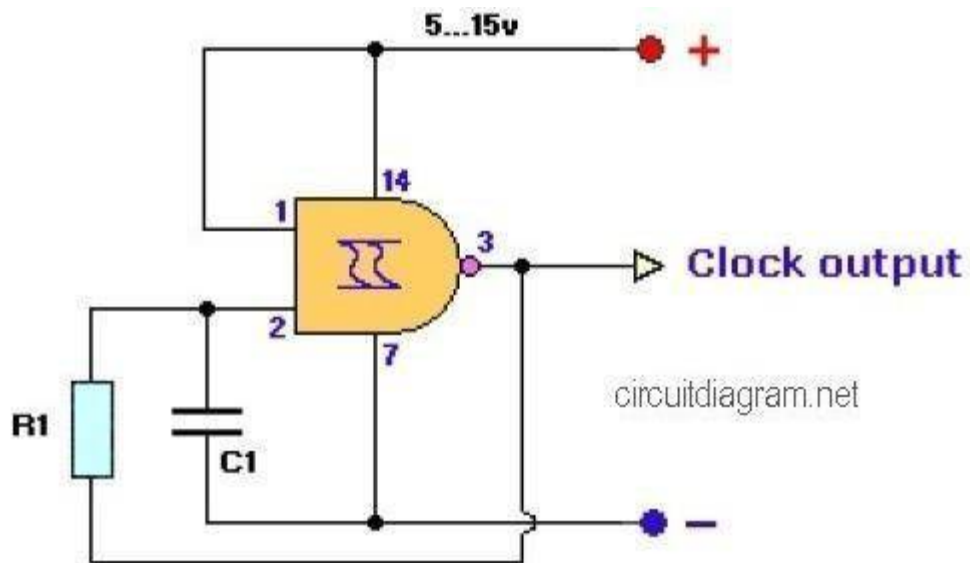 5...15v
+
14
1
3
Clock output
2
7
circuitdiagram.net
R1
C1
–